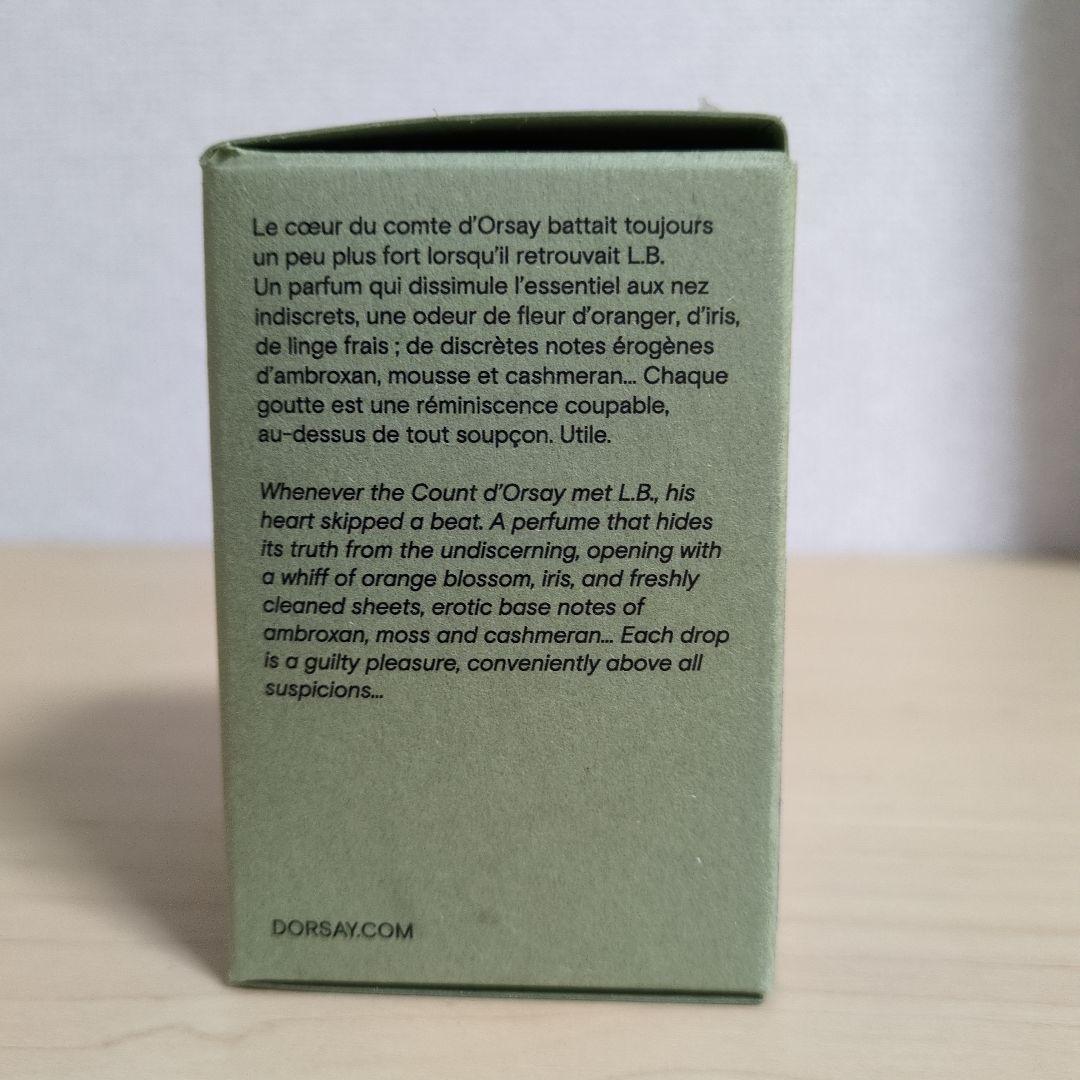 Le cœur du comte d'Orsay battait toujours
un peu plus fort lorsqu'il retrouvait L.B.
Un parfum qui dissimule l'essentiel aux nez
indiscrets, une odeur de fleur d'oranger, d'iris,
de linge frais ; de discrètes notes érogènes
d'ambroxan, mousse et cashmeran... Chaque
goutte est une réminiscence coupable,
au-dessus de tout soupçon. Utile.
Whenever the Count d'Orsay met L.B., his
heart skipped a beat. A perfume that hides
its truth from the undiscerning, opening with
a whiff of orange blossom, iris, and freshly
cleaned sheets, erotic base notes of
ambroxan, moss and cashmeran... Each drop
is a guilty pleasure, conveniently above all
suspicions...
DORSAY.COM